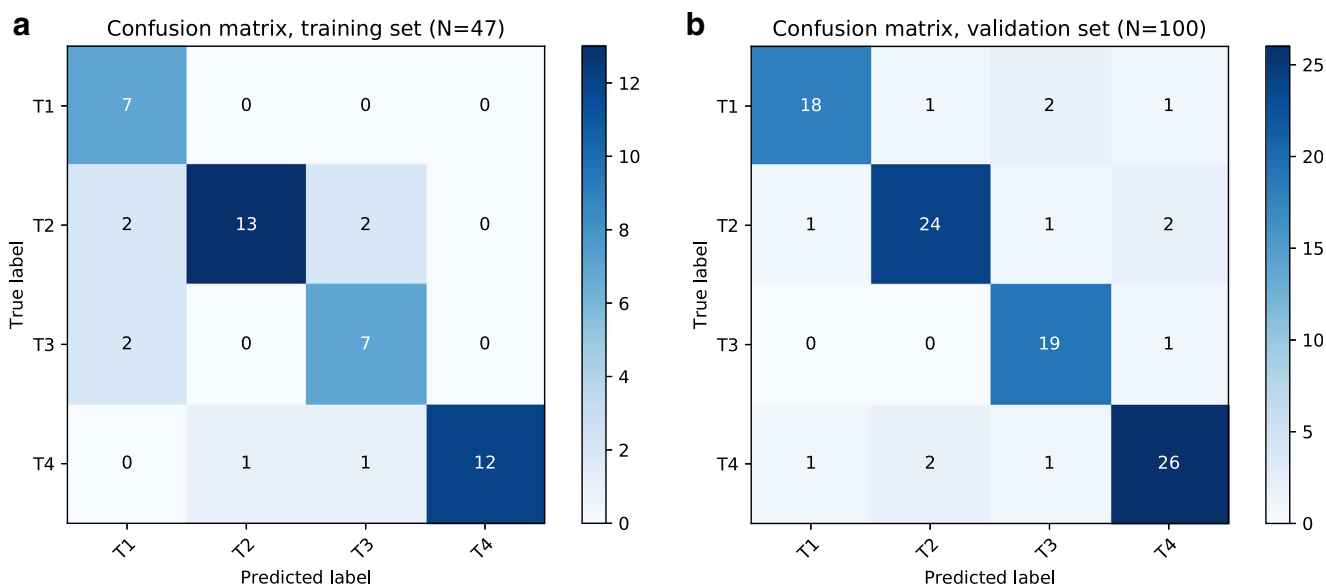 a
Confusion matrix, training set (N=47)
True label
T1 7 0 0 0
T2 2 13 2 0
T3 2 0 7 0
T4 0 1 1 12
T1 T2 T3 T4
Predicted label
12
10
8
6
4
2
0
b
Confusion matrix, validation set (N=100)
True label
T1 18 1 2 1
T2 1 24 1 2
T3 0 0 19 1
T4 1 2 1 26
T1 T2 T3 T4
Predicted label
25
20
15
10
5
0